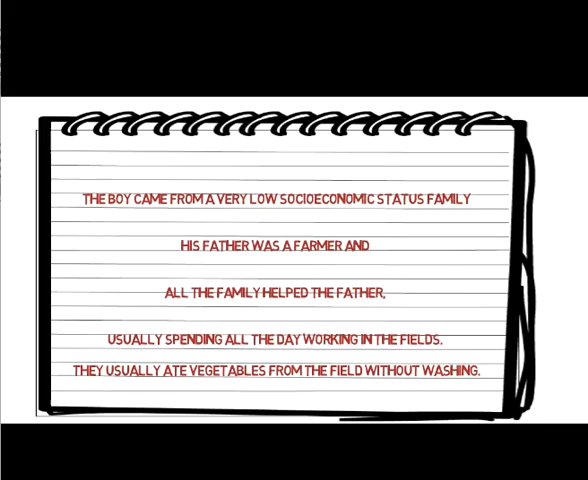 THE BOY CAME FROM A VERY LOW SOCIOECONOMIC STATUS FAMILY
HIS FATHER WAS A FARMER AND
ALL THE FAMILY HELPED THE FATHER,
USUALLY SPENDING ALL THE DAY WORKING IN THE FIELDS.
THEY USUALLY ATE VEGETABLES FROM THE FIELD WITHOUT WASHING.